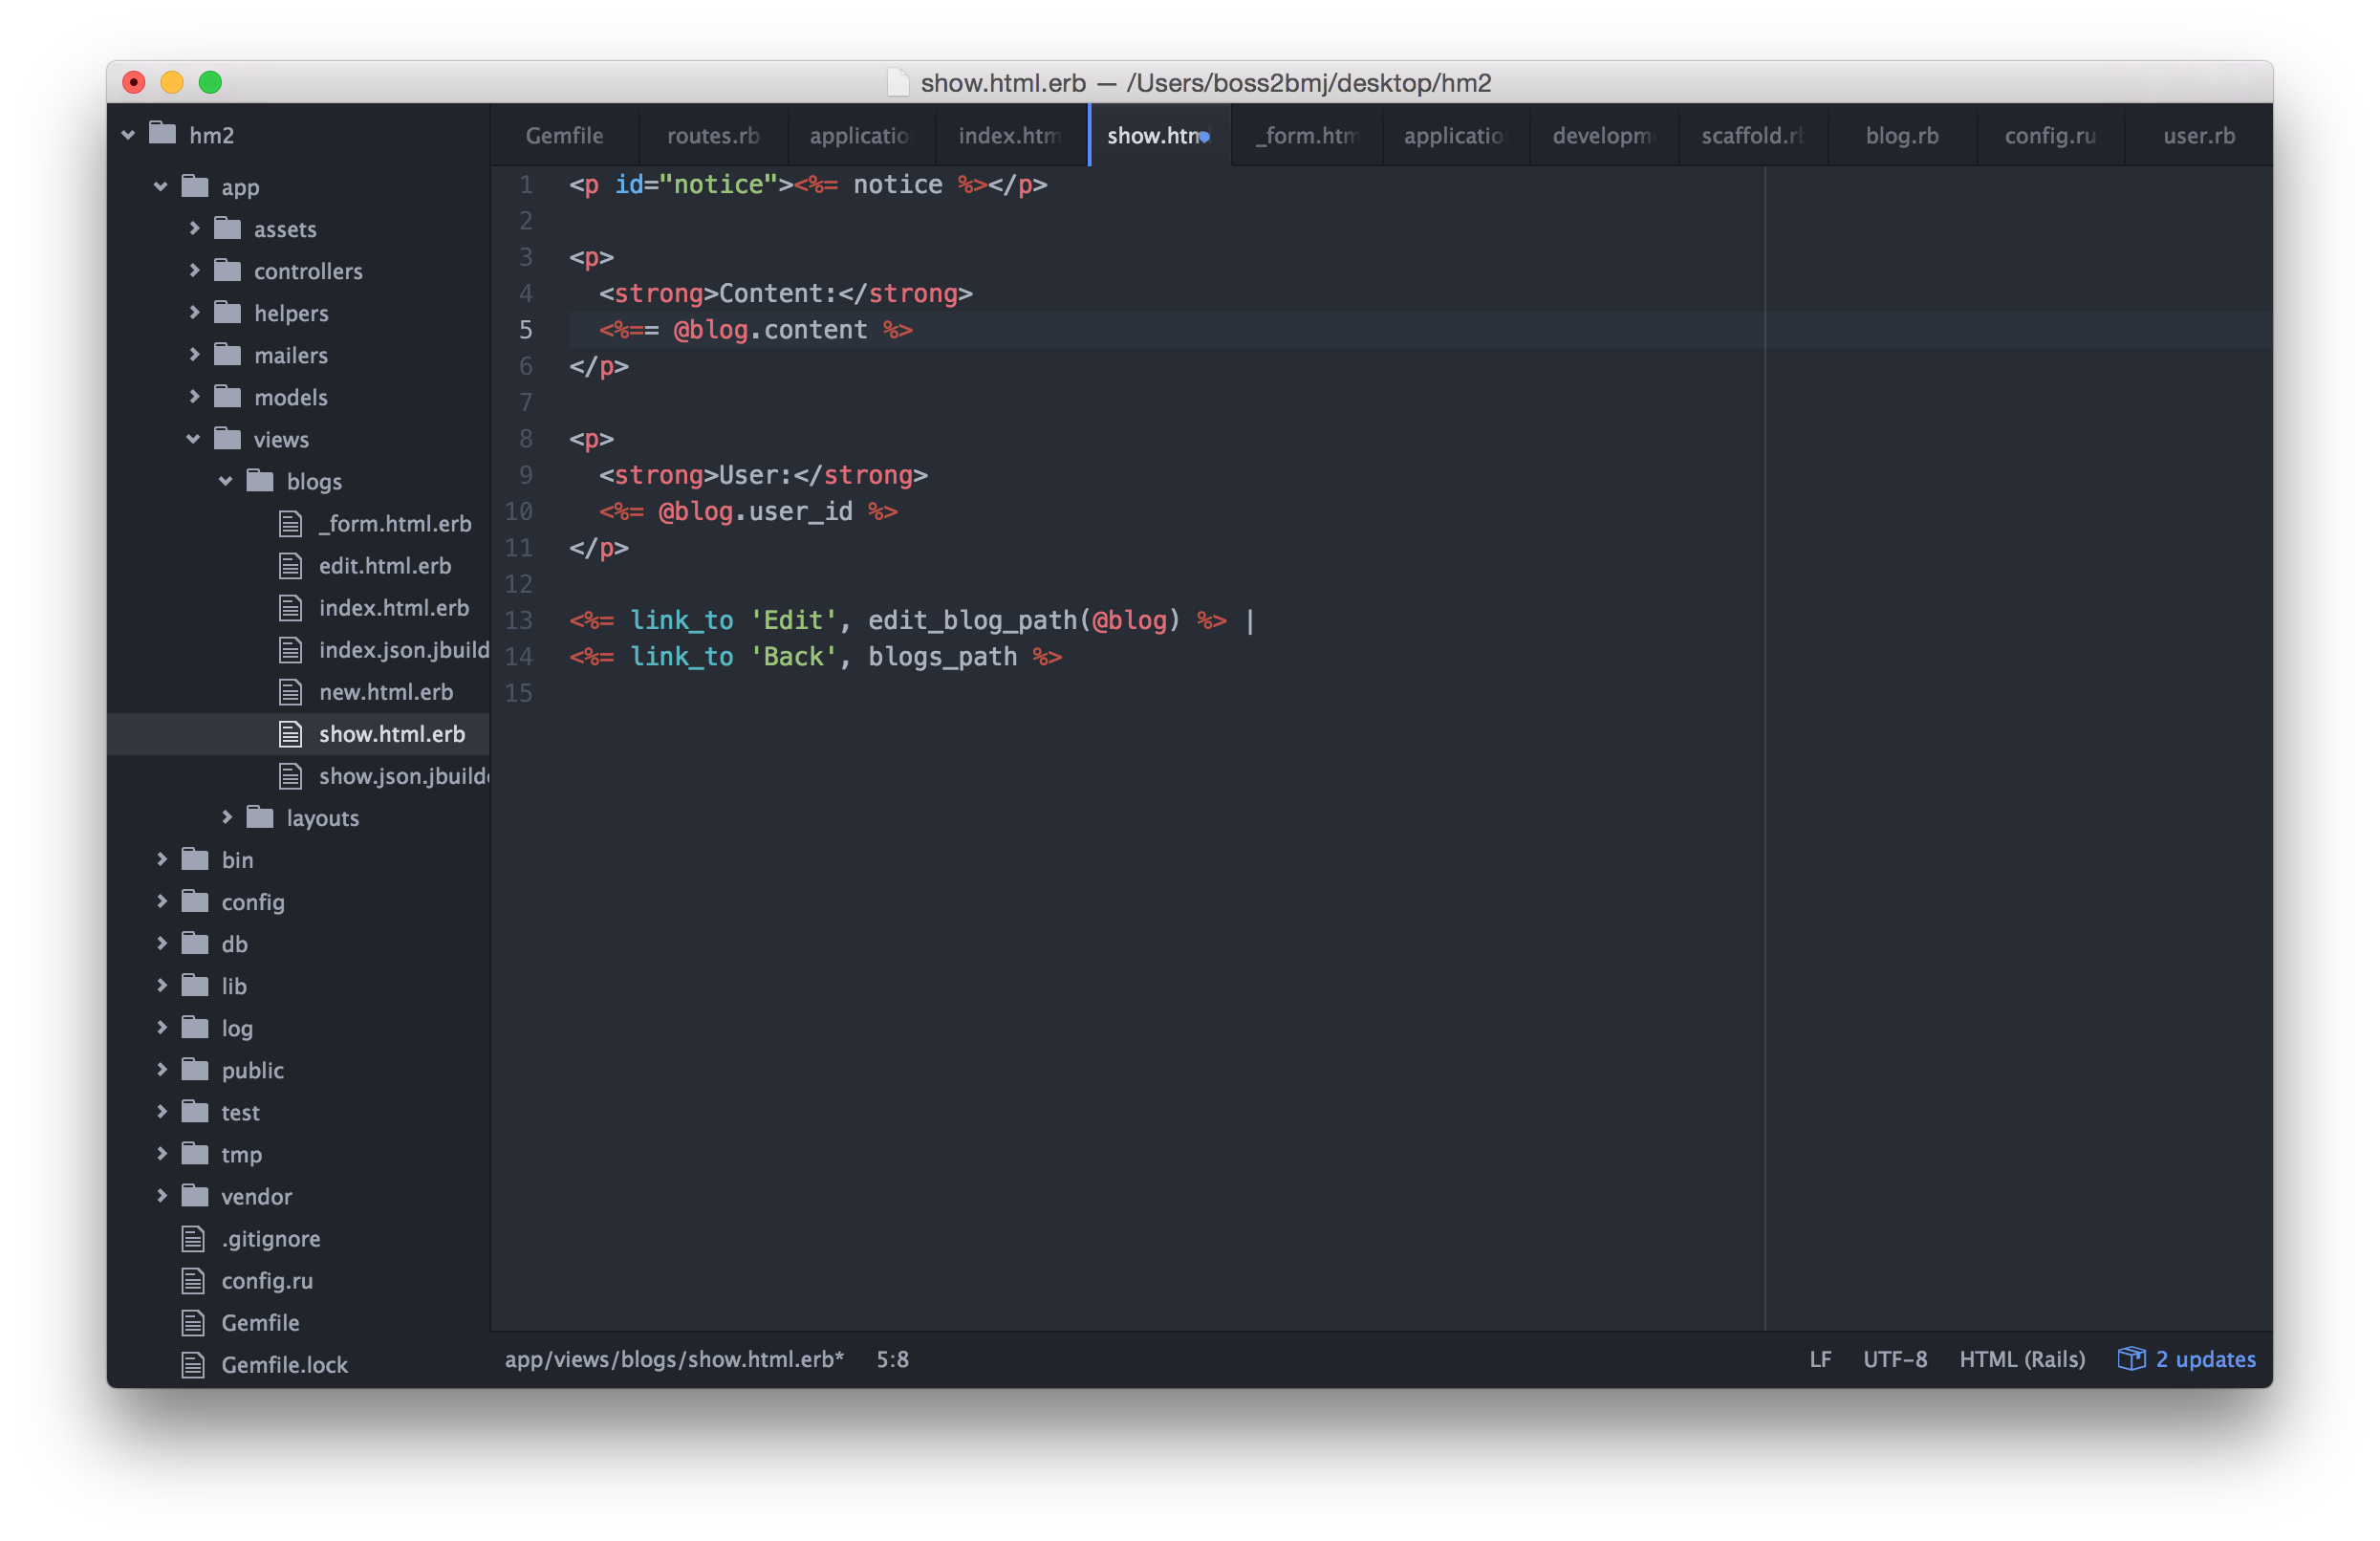 show.html.erb — /Users/boss2bmj/desktop/hm2
hm2
app
assets
controllers
helpers
mailers
models
views
blogs
_form.html.erb
edit.html.erb
index.html.erb
index.json.jbuild
new.html.erb
show.html.erb
show.json.jbuild
layouts
bin
config
db
lib
log
public
test
tmp
vendor
.gitignore
config.ru
Gemfile
Gemfile.lock
Gemfile routes.rb applicatio index.htm show.htm _form.htm applicatio developm scaffold.r blog.rb config.ru user.rb
1 <p id="notice"><%= notice %></p>
2
3 <p>
4 <strong>Content:</strong>
5 <%== @blog.content %>
6 </p>
7
8 <p>
9 <strong>User:</strong>
10 <%= @blog.user_id %>
11 </p>
12
13 <%= link_to 'Edit', edit_blog_path(@blog) %> |
14 <%= link_to 'Back', blogs_path %>
15
app/views/blogs/show.html.erb* 5:8 LF UTF-8 HTML (Rails) 2 updates